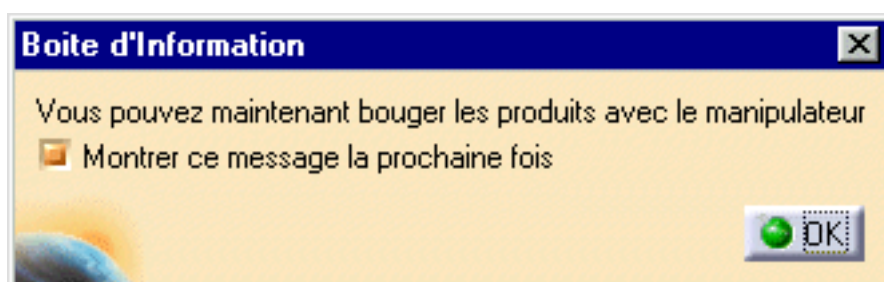 Boite d'Information
Vous pouvez maintenant bouger les produits avec le manipulateur
Montrer ce message la prochaine fois
OK